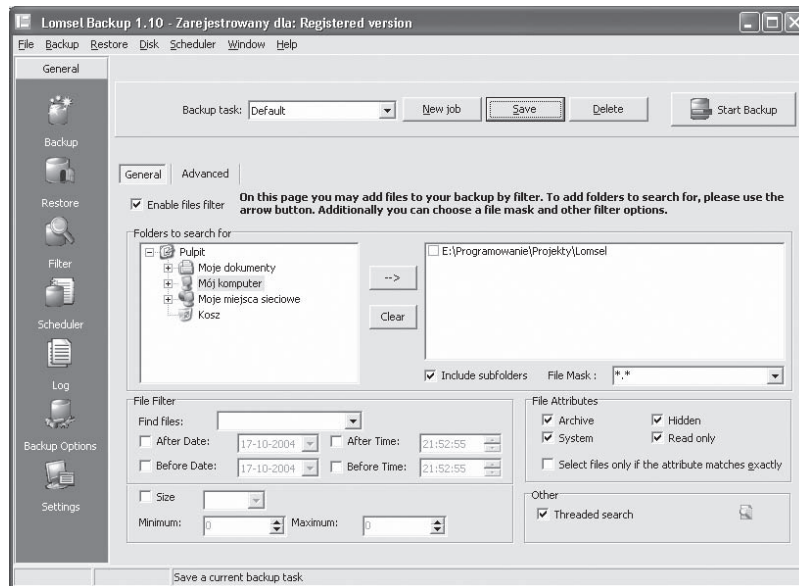 Lomsel Backup 1.10 - Zarejestrowany dla: Registered version
File Backup Restore Disk Scheduler Window Help
General
Backup
Restore
Filter
Scheduler
Log
Backup Options
Settings
Backup task: Default New job Save Delete Start Backup
General Advanced
Enable files filter
On this page you may add files to your backup by filter. To add folders to search for, please use the
arrow button. Additionally you can choose a file mask and other filter options.
Folders to search for
Pulpit
Moje dokumenty
Mój komputer
Moje miejsca sieciowe
Kosz
-->
Clear
E:\Programowanie\Projekty\Lomsel
Include subfolders File Mask : *.*
File Filter
Find files:
After Date: 17-10-2004 After Time: 21:52:55
Before Date: 17-10-2004 Before Time: 21:52:55
Size
Minimum: 0 Maximum: 0
File Attributes
Archive Hidden
System Read only
Select files only if the attribute matches exactly
Other
Threaded search
Save a current backup task